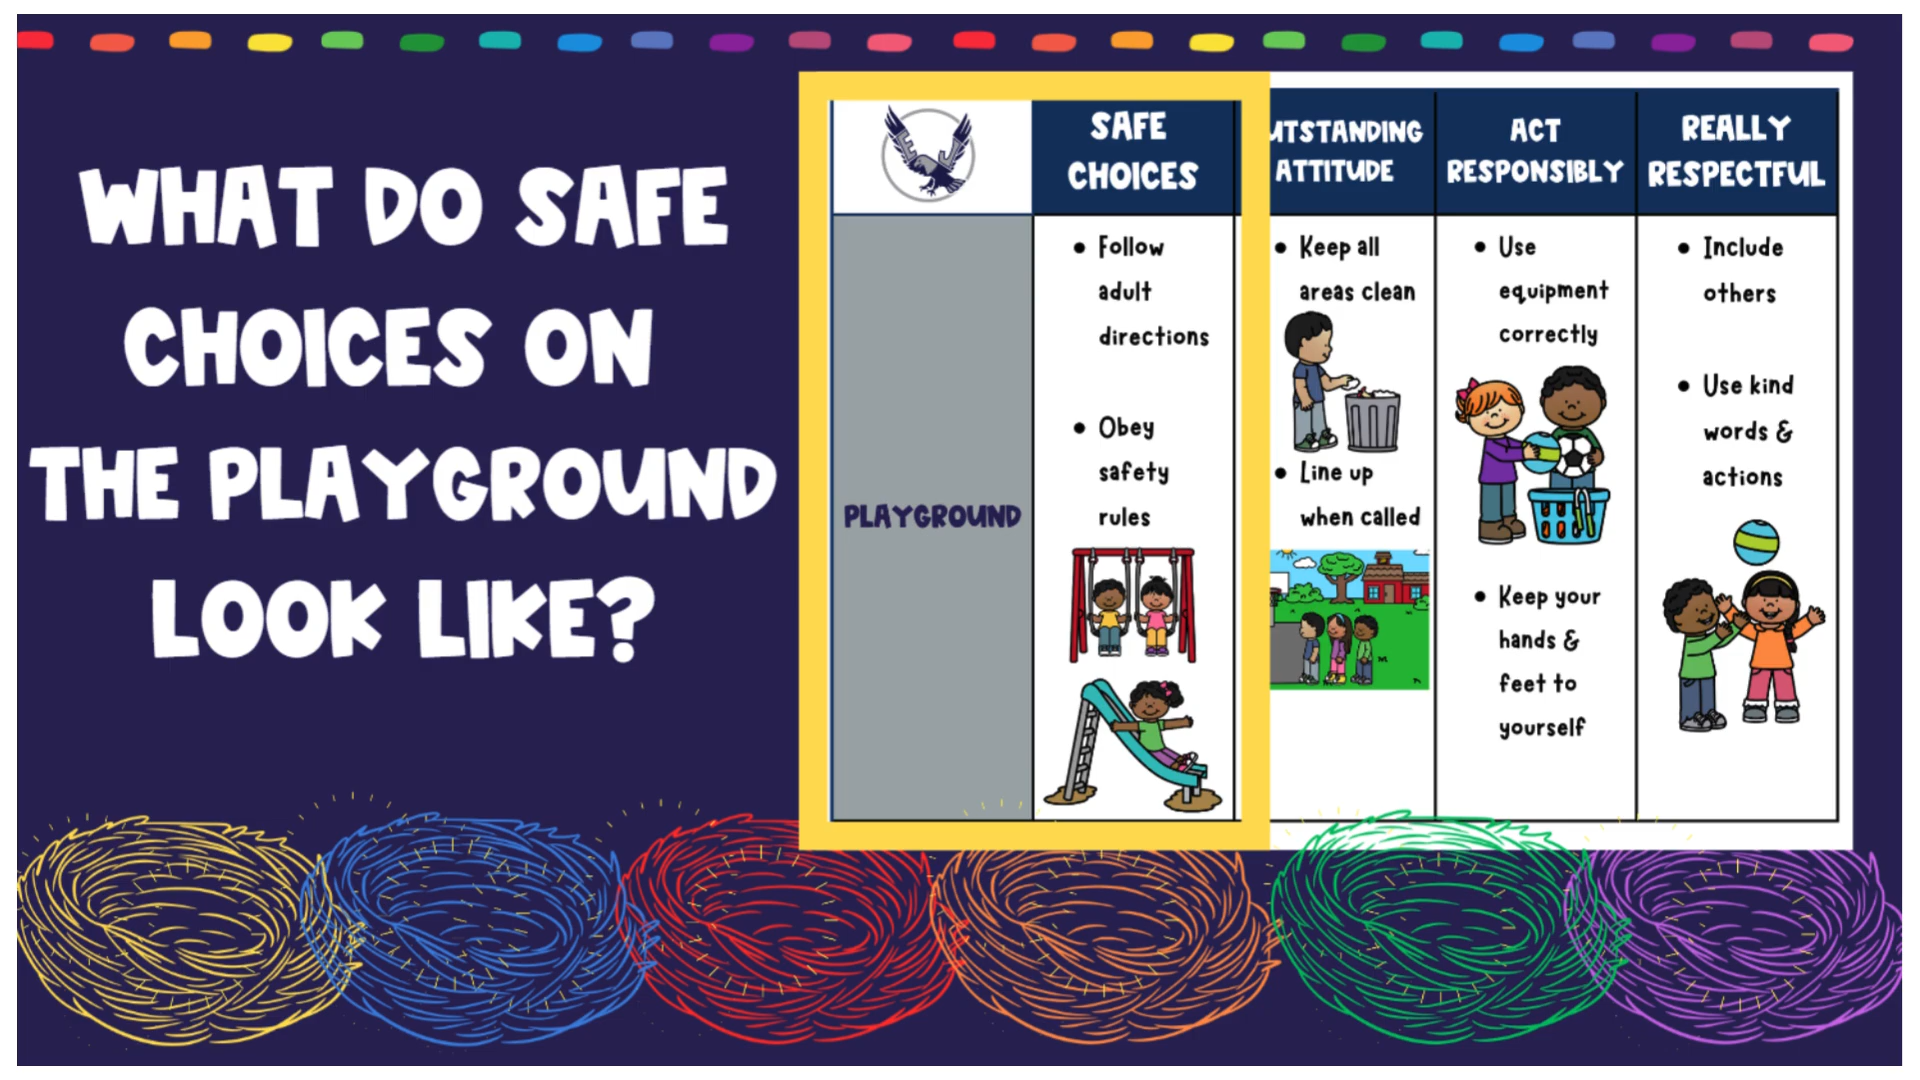 WHAT DO SAFE
CHOICES ON
THE PLAYGROUND
LOOK LIKE?
SAFE
CHOICES
UTSTANDING
ATTITUDE
ACT
RESPONSIBLY
REALLY
RESPECTFUL
PLAYGROUND
• Follow
adult
directions
• Obey
safety
rules
• Keep all
areas clean
• Line up
when called
• Use
equipment
correctly
• Keep your
hands &
feet to
yourself
• Include
others
• Use kind
words &
actions